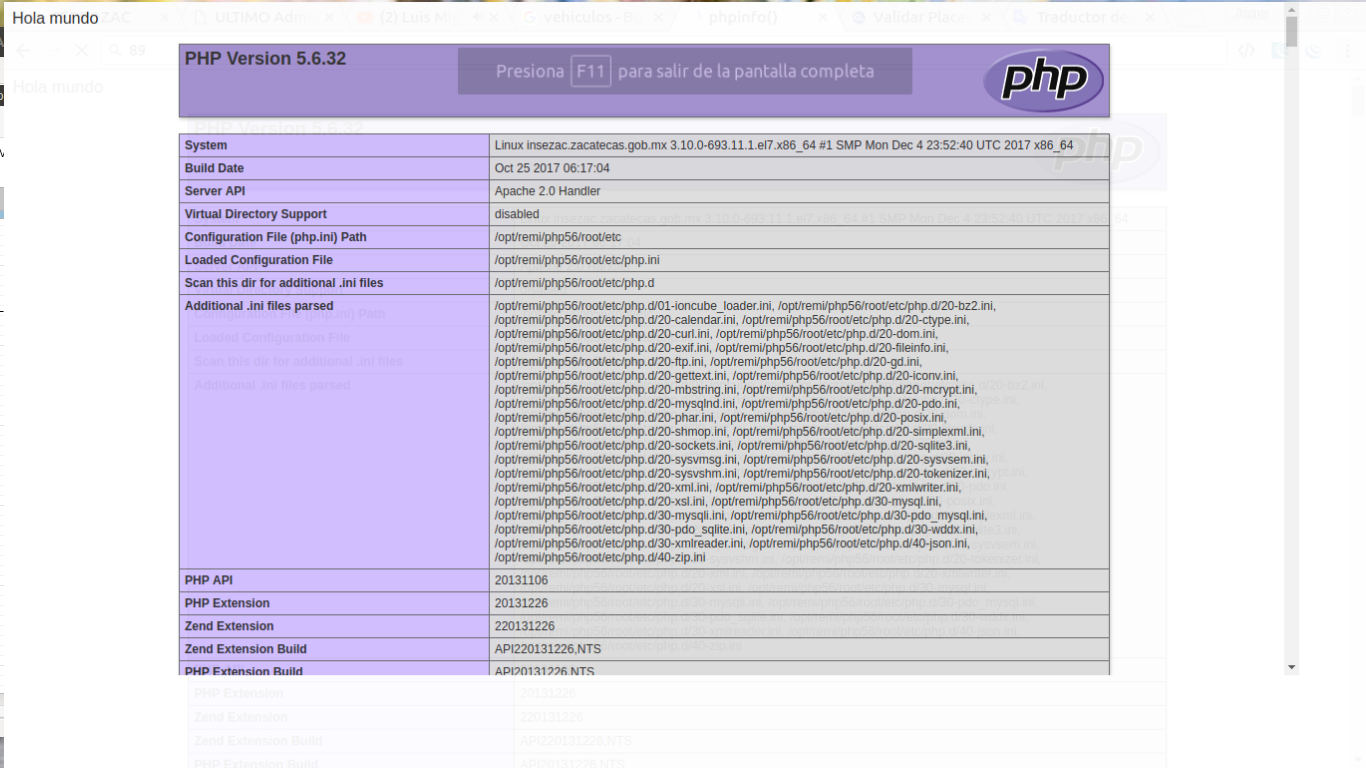 Hola mundo
ULTIMO Adm
(2) Luis M
vehiculos - B
phpinfo()
Validar Place
Traductor de
89
Hola mundo
PHP Version 5.6.32
Presiona F11 para salir de la pantalla completa
php
System Linux insezac.zacatecas.gob.mx 3.10.0-693.11.1.el7.x86_64 #1 SMP Mon Dec 4 23:52:40 UTC 2017 x86_64
Build Date Oct 25 2017 06:17:04
Server API Apache 2.0 Handler
Virtual Directory Support disabled
Configuration File (php.ini) Path /opt/remi/php56/root/etc
Loaded Configuration File /opt/remi/php56/root/etc/php.ini
Scan this dir for additional .ini files /opt/remi/php56/root/etc/php.d
Additional .ini files parsed /opt/remi/php56/root/etc/php.d/01-ioncube_loader.ini, /opt/remi/php56/root/etc/php.d/20-bz2.ini,
/opt/remi/php56/root/etc/php.d/20-calendar.ini, /opt/remi/php56/root/etc/php.d/20-ctype.ini,
/opt/remi/php56/root/etc/php.d/20-curl.ini, /opt/remi/php56/root/etc/php.d/20-dom.ini,
/opt/remi/php56/root/etc/php.d/20-exif.ini, /opt/remi/php56/root/etc/php.d/20-fileinfo.ini,
/opt/remi/php56/root/etc/php.d/20-ftp.ini, /opt/remi/php56/root/etc/php.d/20-gd.ini,
/opt/remi/php56/root/etc/php.d/20-gettext.ini, /opt/remi/php56/root/etc/php.d/20-iconv.ini,
/opt/remi/php56/root/etc/php.d/20-mbstring.ini, /opt/remi/php56/root/etc/php.d/20-mcrypt.ini,
/opt/remi/php56/root/etc/php.d/20-mysqlnd.ini, /opt/remi/php56/root/etc/php.d/20-pdo.ini,
/opt/remi/php56/root/etc/php.d/20-phar.ini, /opt/remi/php56/root/etc/php.d/20-posix.ini,
/opt/remi/php56/root/etc/php.d/20-shmop.ini, /opt/remi/php56/root/etc/php.d/20-simplexml.ini,
/opt/remi/php56/root/etc/php.d/20-sockets.ini, /opt/remi/php56/root/etc/php.d/20-sqlite3.ini,
/opt/remi/php56/root/etc/php.d/20-sysvmsg.ini, /opt/remi/php56/root/etc/php.d/20-sysvsem.ini,
/opt/remi/php56/root/etc/php.d/20-sysvshm.ini, /opt/remi/php56/root/etc/php.d/20-tokenizer.ini,
/opt/remi/php56/root/etc/php.d/20-xml.ini, /opt/remi/php56/root/etc/php.d/20-xmlwriter.ini,
/opt/remi/php56/root/etc/php.d/20-xsl.ini, /opt/remi/php56/root/etc/php.d/30-mysql.ini,
/opt/remi/php56/root/etc/php.d/30-mysqli.ini, /opt/remi/php56/root/etc/php.d/30-pdo_mysql.ini,
/opt/remi/php56/root/etc/php.d/30-pdo_sqlite.ini, /opt/remi/php56/root/etc/php.d/30-wddx.ini,
/opt/remi/php56/root/etc/php.d/30-xmlreader.ini, /opt/remi/php56/root/etc/php.d/40-json.ini,
/opt/remi/php56/root/etc/php.d/40-zip.ini
PHP API 20131106
PHP Extension 20131226
Zend Extension 220131226
Zend Extension Build API220131226,NTS
PHP Extension Build API20131226,NTS
PHP Extension 20131226
Zend Extension 220131226
Zend Extension Build API220131226,NTS
PHP Extension Build API20131226,NTS